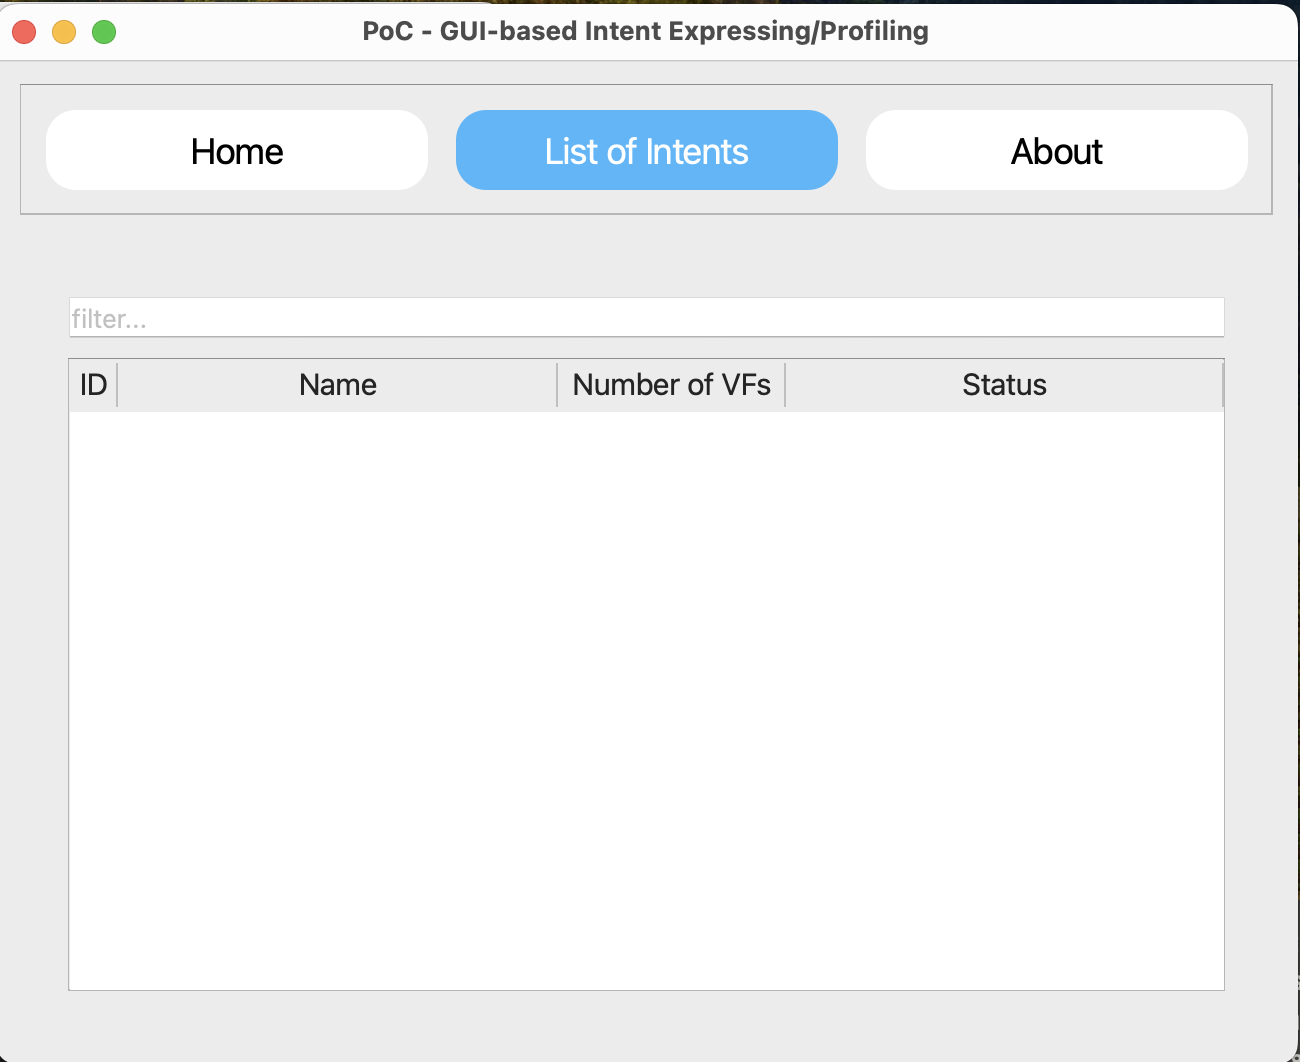 PoC - GUI-based Intent Expressing/Profiling
Home
List of Intents
About
filter...
ID
Name
Number of VFs
Status